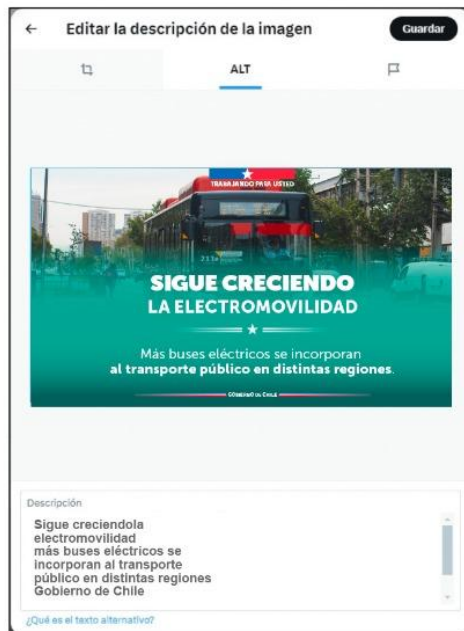 ← Editar la descripción de la imagen Guardar
ALT
TRABAJANDO PARA USTED
211
SIGUE CRECIENDO
LA ELECTROMOVILIDAD
Más buses eléctricos se incorporan
al transporte público en distintas regiones.
GOBIERNO DE CHILE
Descripción
Sigue creciendola
electromovilidad
más buses eléctricos se
incorporan al transporte
público en distintas regiones
Gobierno de Chile
¿Qué es el texto alternativo?